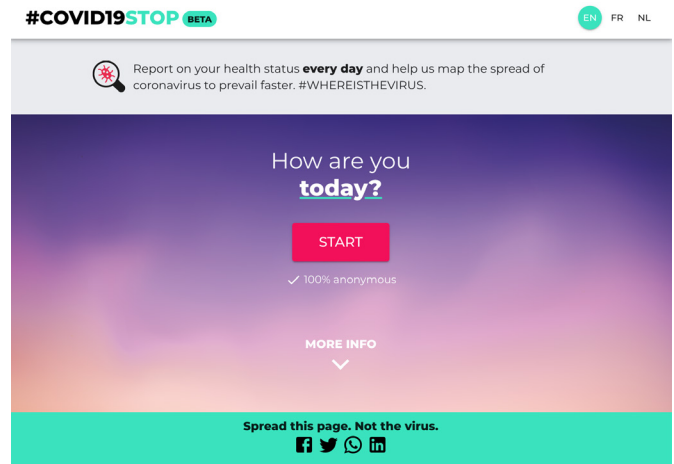 #COVID19STOP BETA
EN FR NL
Report on your health status every day and help us map the spread of
coronavirus to prevail faster. #WHEREISTHEVIRUS.
How are you
today?
START
100% anonymous
MORE INFO
Spread this page. Not the virus.